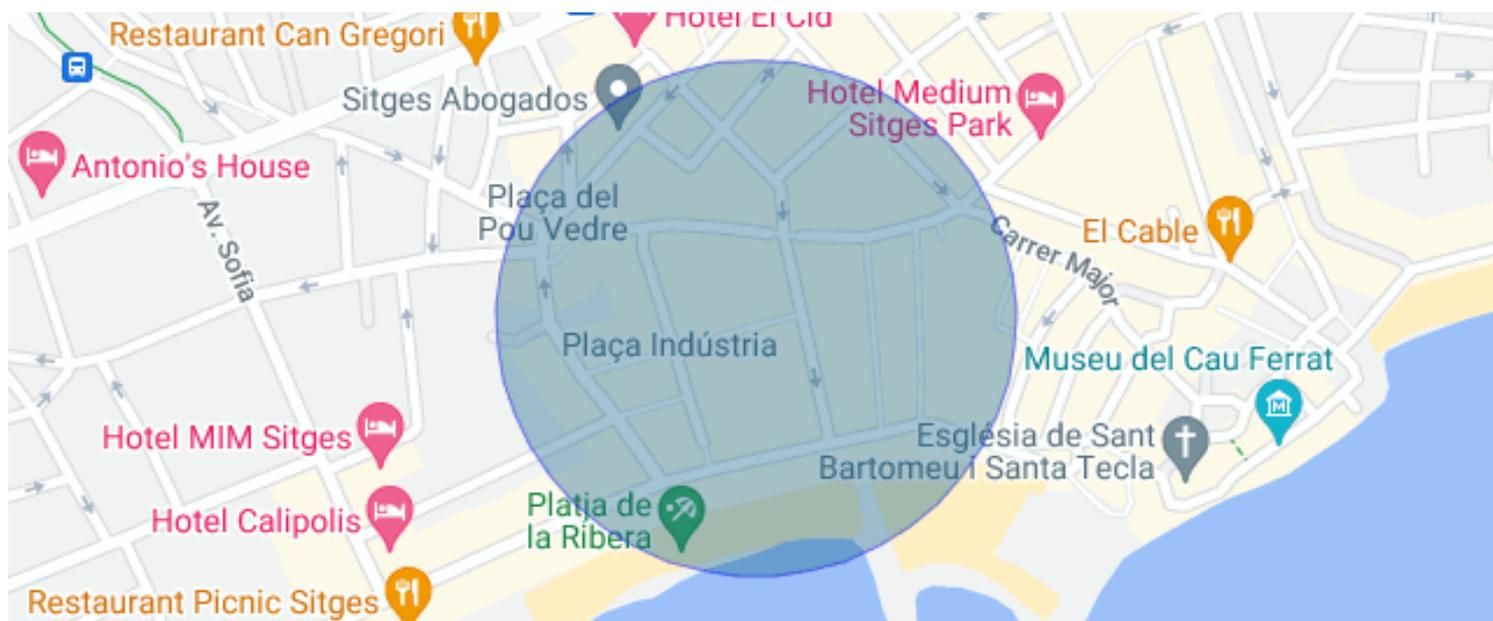 Hotel El Cid
Restaurant Can Gregori
Sitges Abogados
Hotel Medium
Sitges Park
Antonio's House
Plaça del
Pou Vedre
Av. Sofia
Carrer Major
El Cable
Plaça Indústria
Museu del Cau Ferrat
M
Hotel MIM Sitges
Església de Sant
Bartomeu i Santa Tecla
Platja de
la Ribera
Hotel Calipolis
Restaurant Picnic Sitges